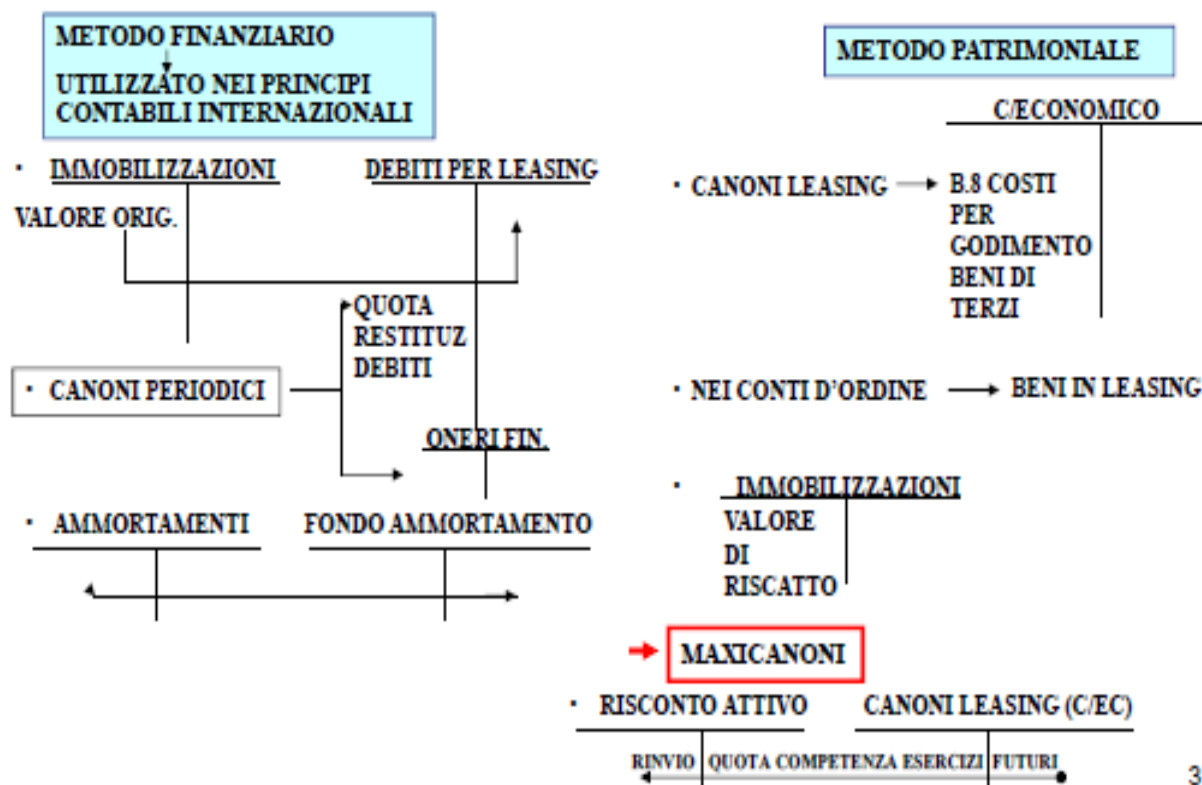 METODO FINANZIARIO
UTILIZZATO NEI PRINCIPI
CONTABILI INTERNAZIONALI
· IMMOBILIZZAZIONI
DEBITI PER LEASING
VALORE ORIG.
QUOTA
RESTITUZ
DEBITI
· CANONI PERIODICI
ONERI FIN.
· AMMORTAMENTI
FONDO AMMORTAMENTO
METODO PATRIMONIALE
C/ECONOMICO
· CANONI LEASING
B.8 COSTI
PER
GODIMENTO
BENI DI
TERZI
· NEI CONTI D'ORDINE
BENI IN LEASING
· IMMOBILIZZAZIONI
VALORE
DI
RISCATTO
MAXICANONI
· RISCONTO ATTIVO
CANONI LEASING (C/EC)
RINVIO QUOTA COMPETENZA ESERCIZI FUTURI
3